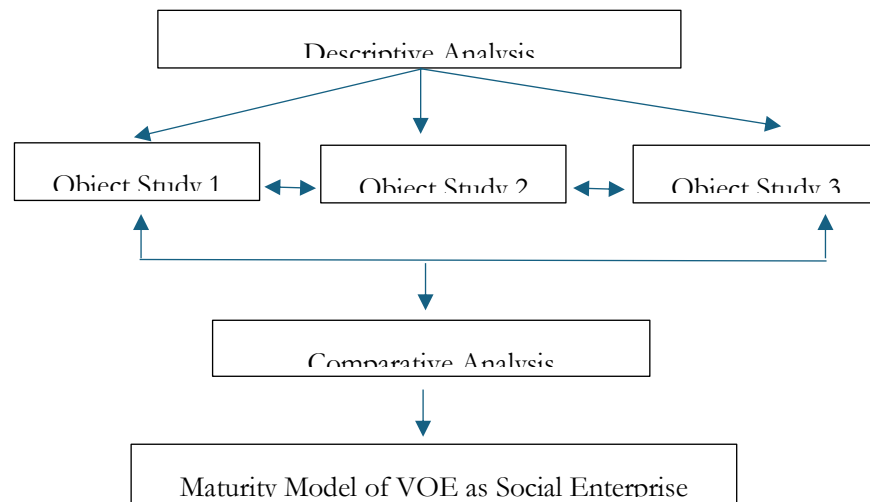 Descriptive Analysis
Object Study 1
Object Study 2
Object Study 3
Comparative Analysis
Maturity Model of VOE as Social Enterprise